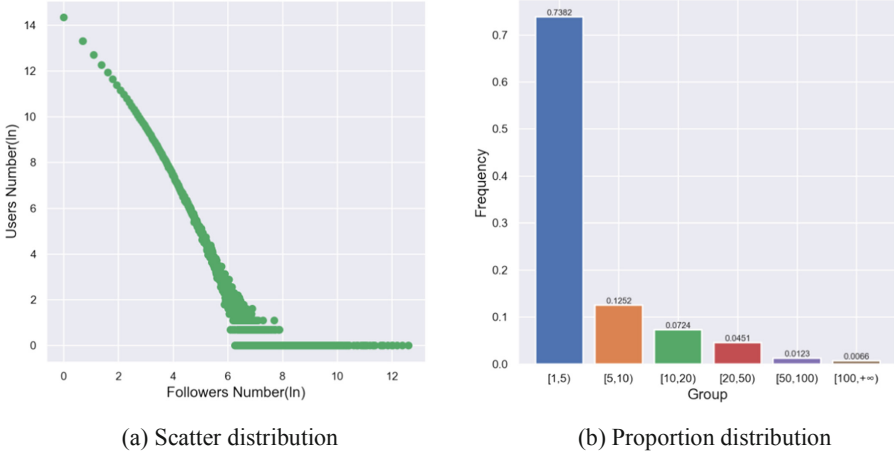 14
12
10
8
6
4
2
0
Users Number(ln)
0 2 4 6 8 10 12
Followers Number(ln)
(a) Scatter distribution
0.7
0.6
0.5
0.4
0.3
0.2
0.1
0.0
Frequency
0.7382
0.1252
0.0724
0.0451
0.0123
0.0066
[1,5) [5,10) [10,20) [20,50) [50,100) [100,+∞)
Group
(b) Proportion distribution